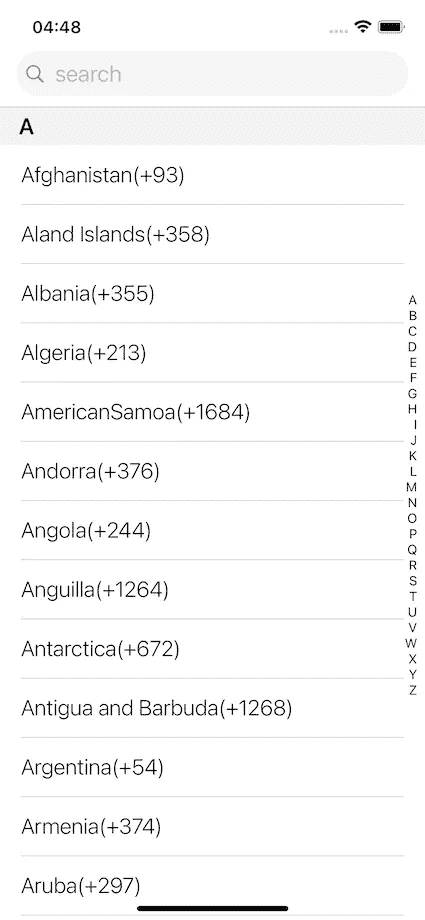 04:48
search
A
Afghanistan(+93)
Aland Islands(+358)
Albania(+355)
Algeria(+213)
AmericanSamoa(+1684)
Andorra(+376)
Angola(+244)
Anguilla(+1264)
Antarctica(+672)
Antigua and Barbuda(+1268)
Argentina(+54)
Armenia(+374)
Aruba(+297)
A
B
C
D
E
F
G
H
I
J
K
L
M
N
O
P
Q
R
S
T
U
V
W
X
Y
Z